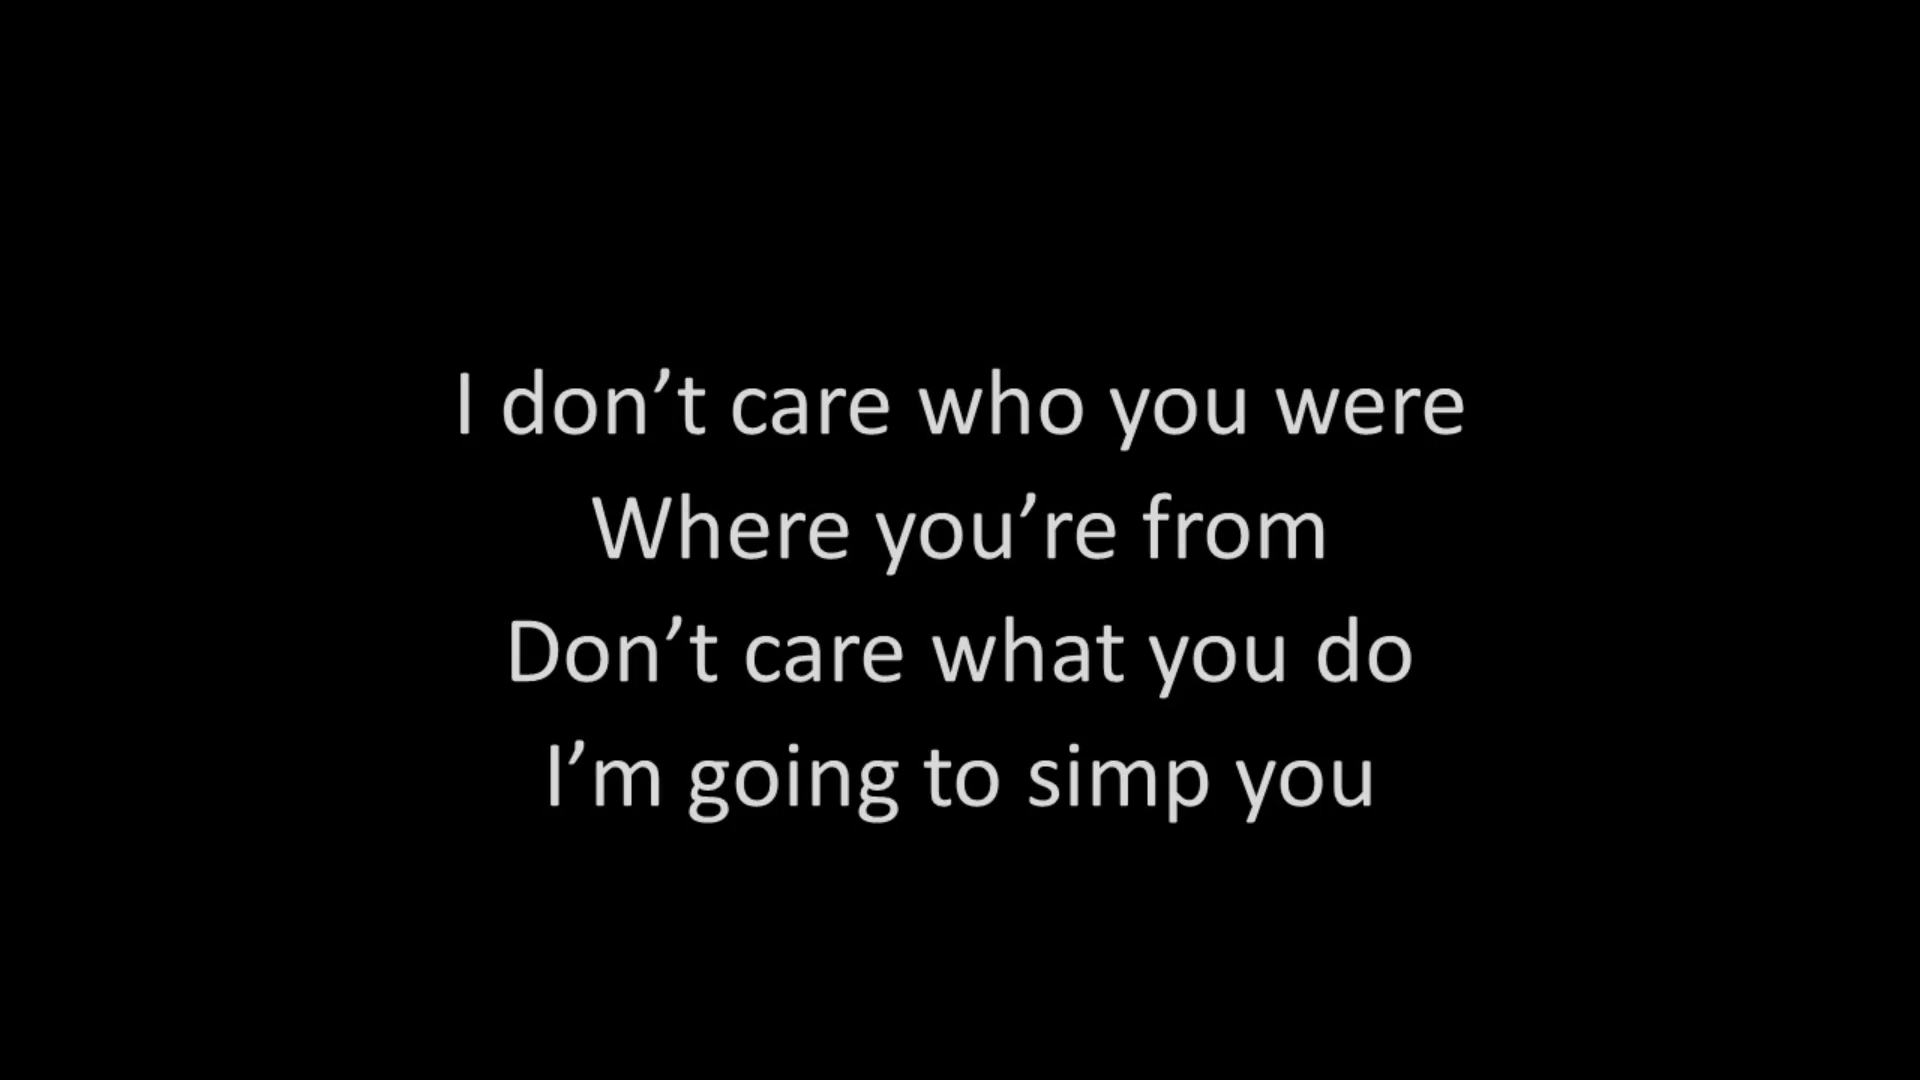 I don’t care who you were
Where you’re from
Don’t care what you do
I’m going to simp you